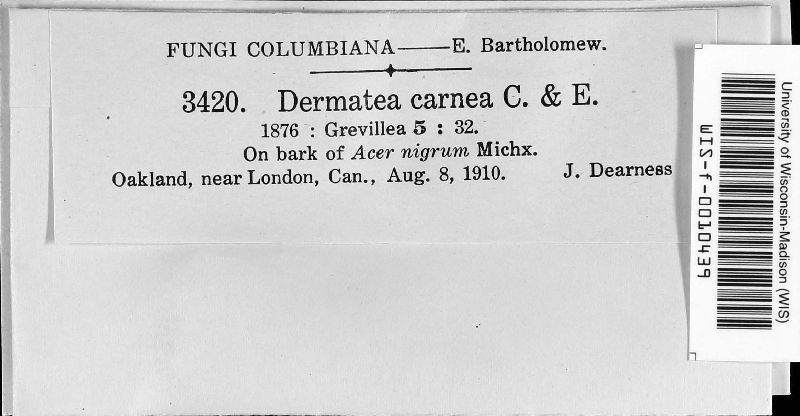 FUNGI COLUMBIANA——E. Bartholomew.
3420. Dermatea carnea C. & E.
1876 : Grevillea 5 : 32.
On bark of Acer nigrum Michx.
Oakland, near London, Can., Aug. 8, 1910. J. Dearness
University of Wisconsin-Madison (WIS)
WIS-f-0010439